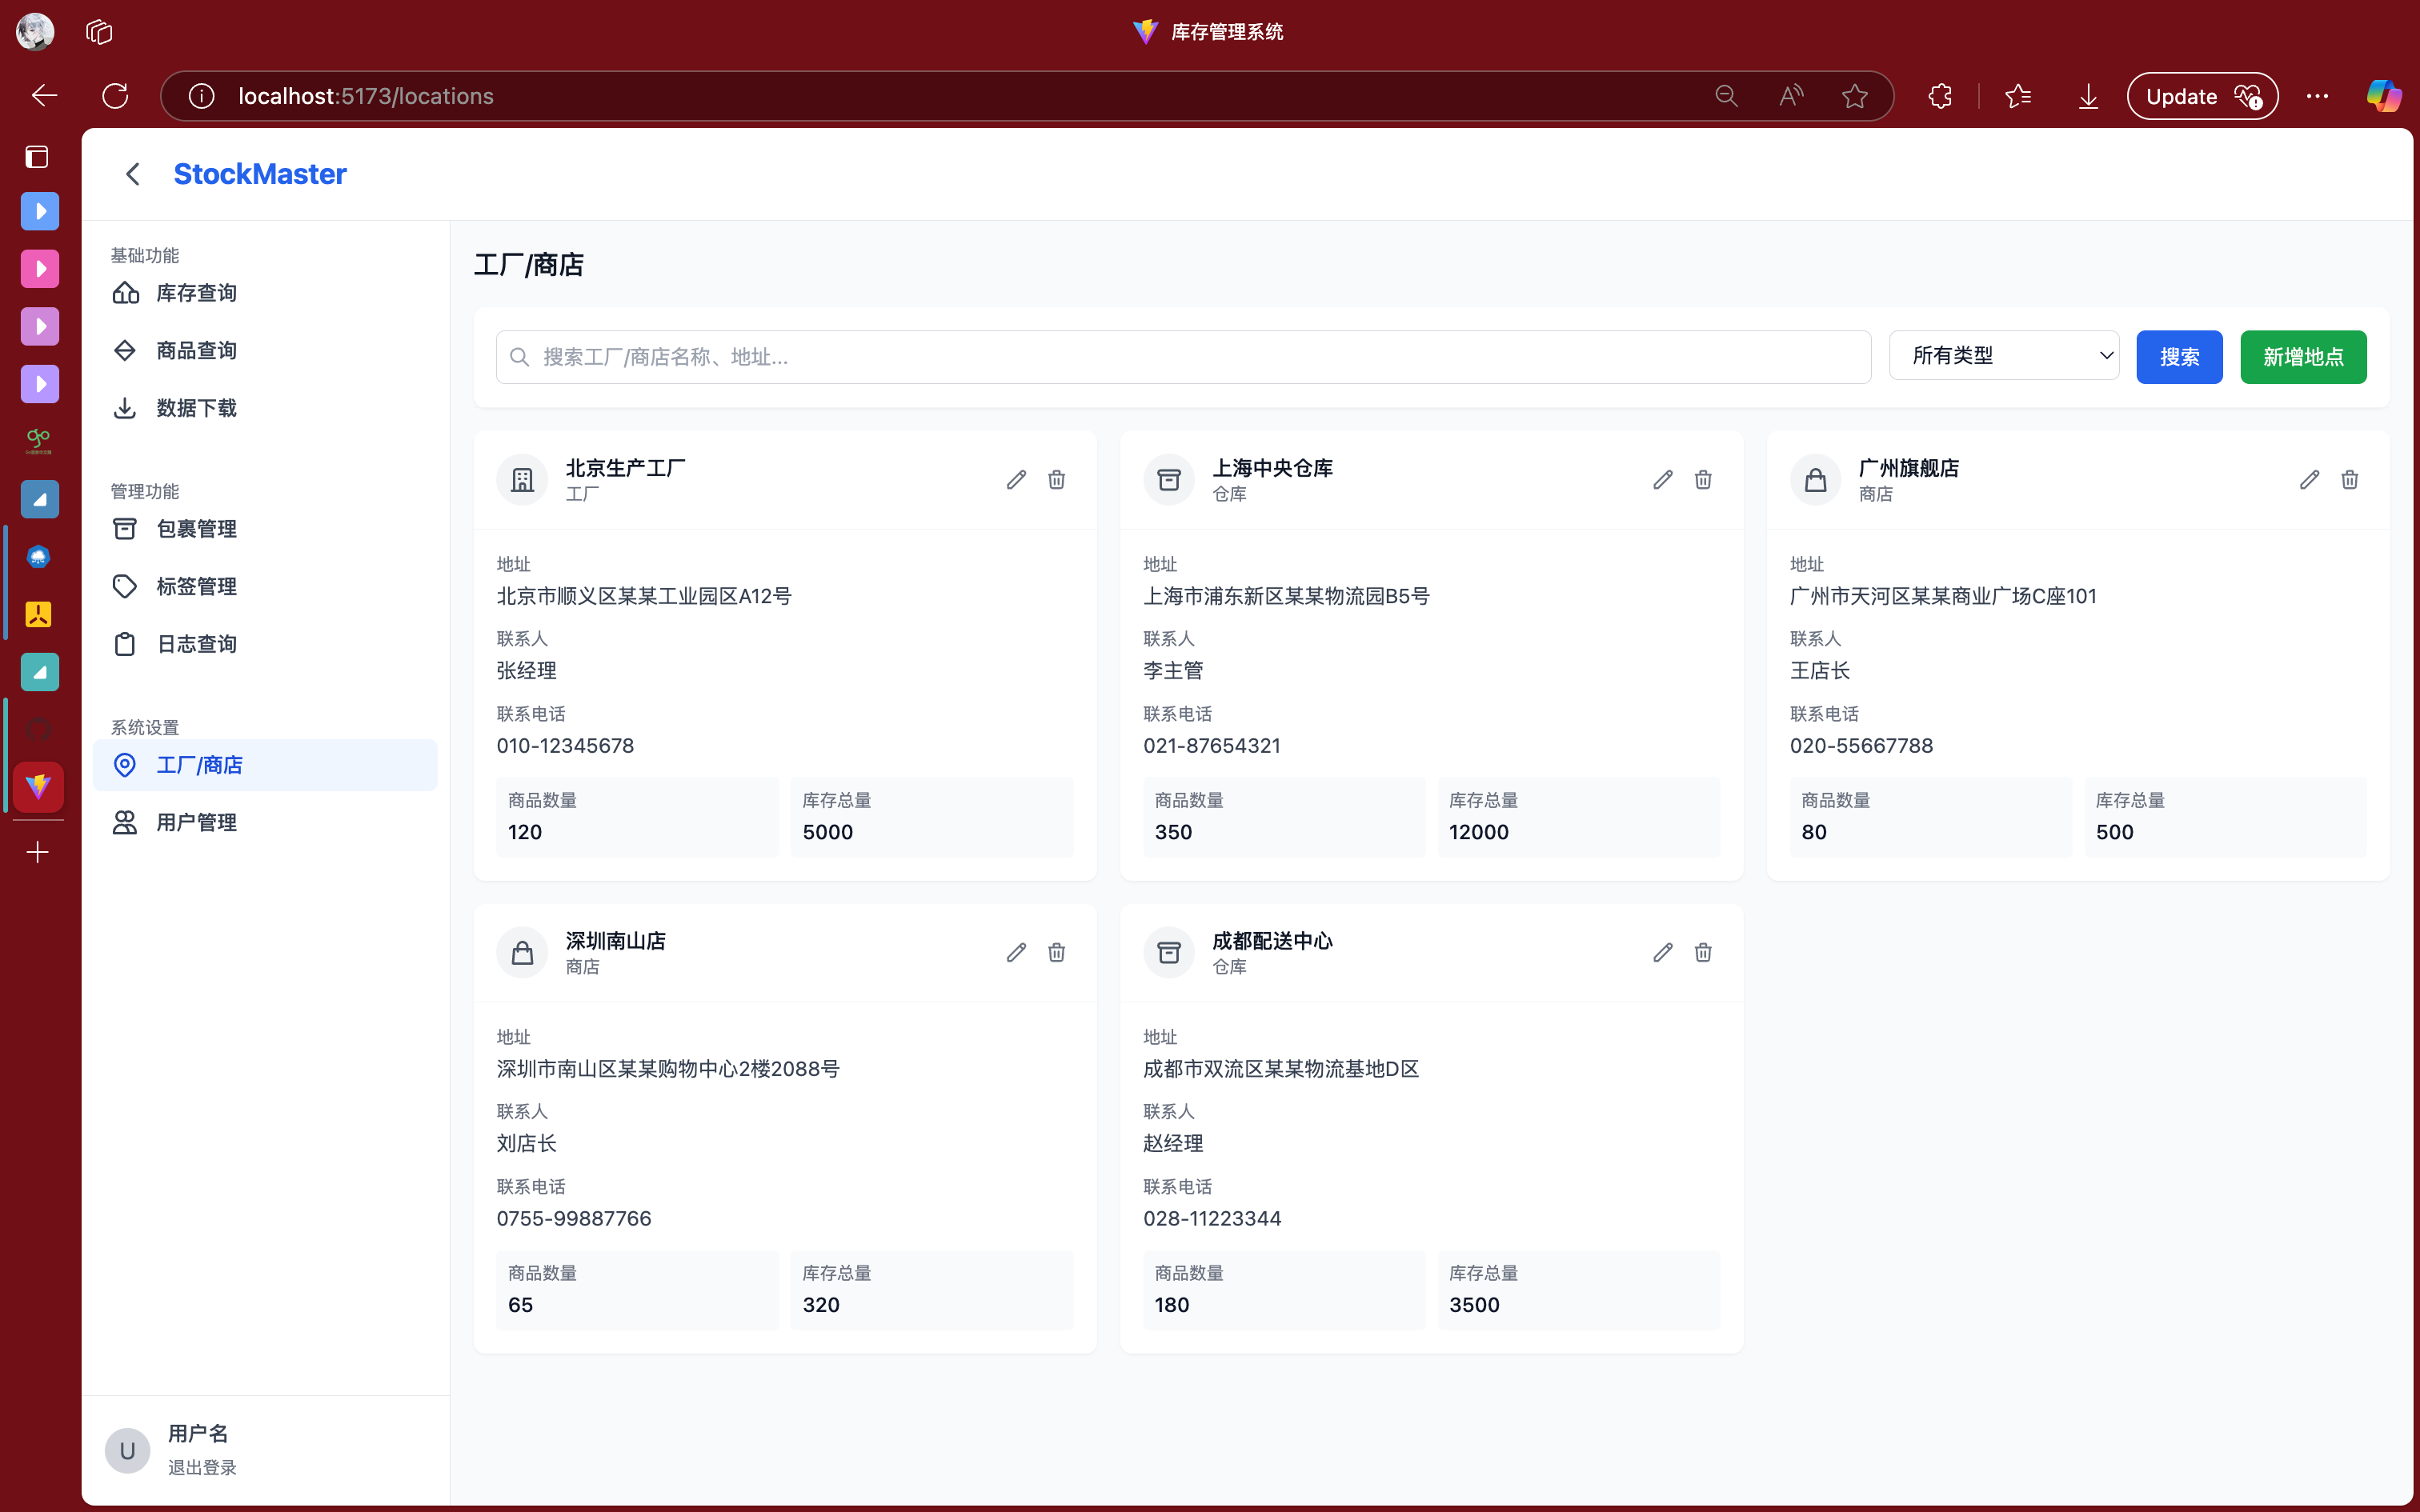 库存管理系统
localhost:5173/locations
Update
StockMaster
基础功能
库存查询
商品查询
数据下载
管理功能
包裹管理
标签管理
日志查询
系统设置
工厂/商店
用户管理
用户名
U
退出登录
工厂/商店
搜索工厂/商店名称、地址...
所有类型
搜索
新增地点
北京生产工厂
工厂
地址
北京市顺义区某某工业园区A12号
联系人
张经理
联系电话
010-12345678
商品数量
120
库存总量
5000
上海中央仓库
仓库
地址
上海市浦东新区某某物流园B5号
联系人
李主管
联系电话
021-87654321
商品数量
350
库存总量
12000
广州旗舰店
商店
地址
广州市天河区某某商业广场C座101
联系人
王店长
联系电话
020-55667788
商品数量
80
库存总量
500
深圳南山店
商店
地址
深圳市南山区某某购物中心2楼2088号
联系人
刘店长
联系电话
0755-99887766
商品数量
65
库存总量
320
成都配送中心
仓库
地址
成都市双流区某某物流基地D区
联系人
赵经理
联系电话
028-11223344
商品数量
180
库存总量
3500